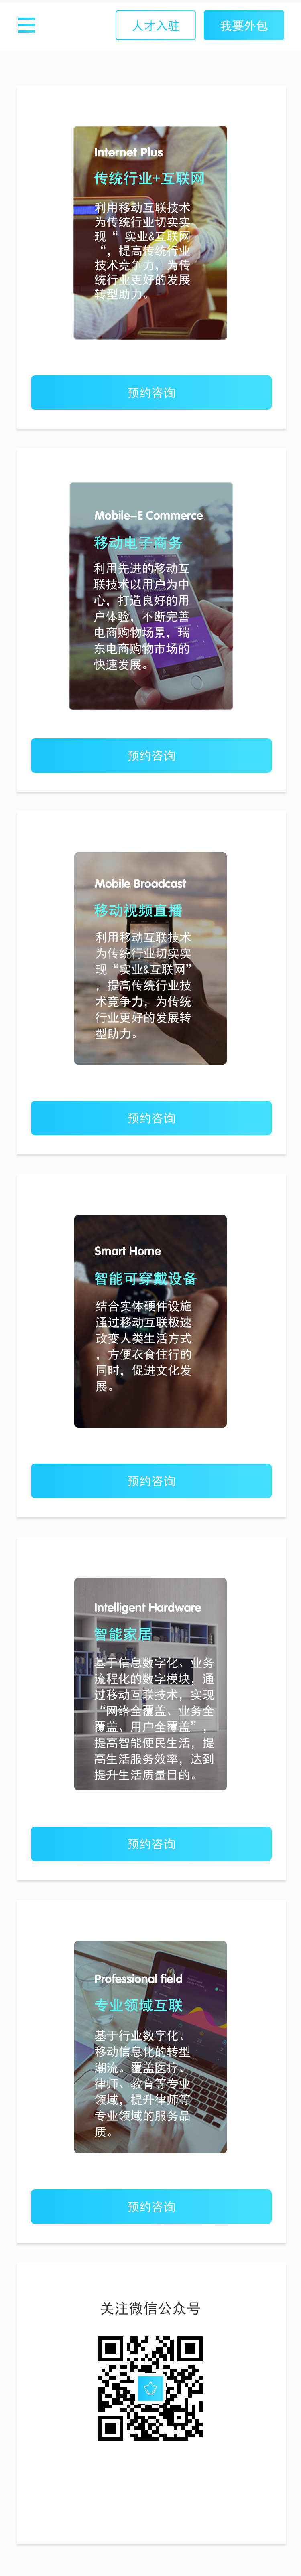 人才入驻
我要外包
Internet Plus
传统行业+互联网
利用移动互联技术
为传统行业切实实
现“ 实业&互联网
“，提高传统行业
技术竞争力，为传
统行业更好的发展
转型助力。
预约咨询
Mobile-E Commerce
移动电子商务
利用先进的移动互
联技术以用户为中
心，打造良好的用
户体验，不断完善
电商购物场景，瑞
东电商购物市场的
快速发展。
预约咨询
Mobile Broadcast
移动视频直播
利用移动互联技术
为传统行业切实实
现“实业&互联网”
，提高传统行业技
术竞争力，为传统
行业更好的发展转
型助力。
预约咨询
Smart Home
智能可穿戴设备
结合实体硬件设施
通过移动互联极速
改变人类生活方式
，方便衣食住行的
同时，促进文化发
展。
预约咨询
Intelligent Hardware
智能家居
基于信息数字化、业务
流程化的数字模块，通
过移动互联技术，实现
“网络全覆盖、业务全
覆盖、用户全覆盖”，
提高智能便民生活，提
高生活服务效率，达到
提升生活质量目的。
预约咨询
Professional field
专业领域互联
基于行业数字化、
移动信息化的转型
潮流。覆盖医疗、
律师、教育等专业
领域，提升律师等
专业领域的服务品
质。
预约咨询
关注微信公众号